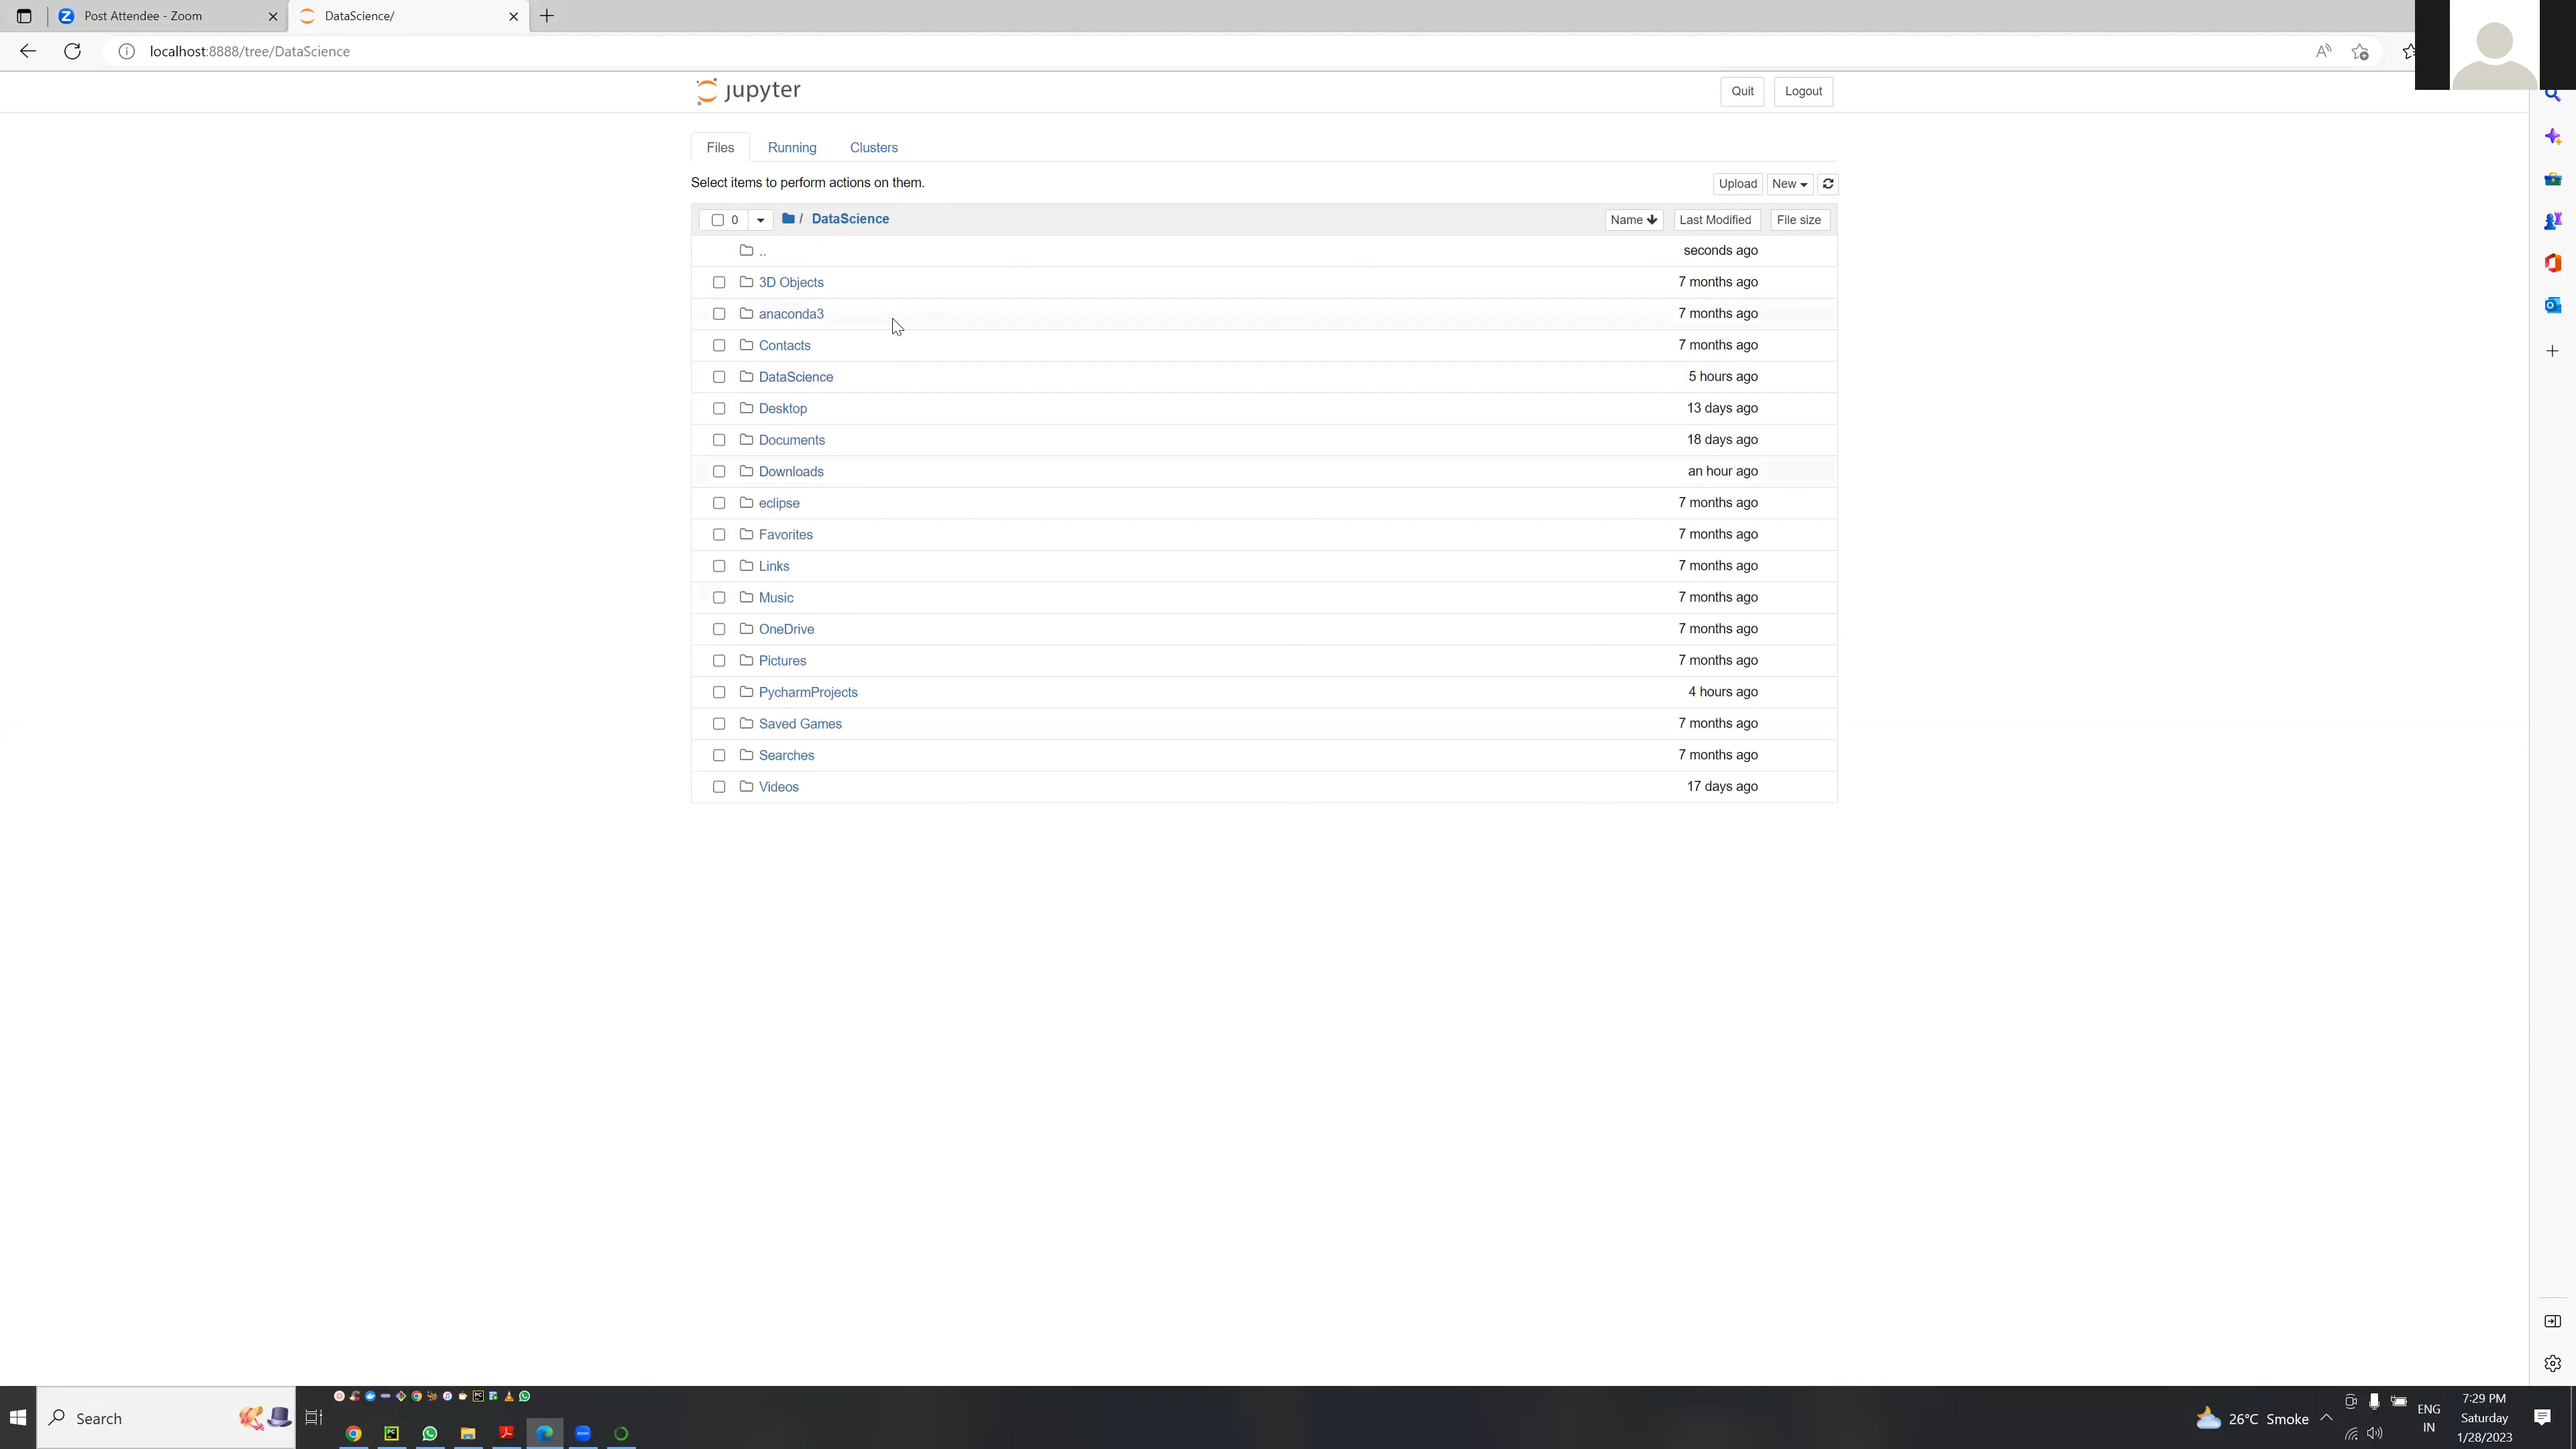 Post Attendee - Zoom
DataScience/
localhost:8888/tree/DataScience
jupyter
Quit
Logout
Files
Running
Clusters
Select items to perform actions on them.
Upload
New
0
/ DataScience
Name
Last Modified
File size
..
seconds ago
3D Objects
7 months ago
anaconda3
7 months ago
Contacts
7 months ago
DataScience
5 hours ago
Desktop
13 days ago
Documents
18 days ago
Downloads
an hour ago
eclipse
7 months ago
Favorites
7 months ago
Links
7 months ago
Music
7 months ago
OneDrive
7 months ago
Pictures
7 months ago
PycharmProjects
4 hours ago
Saved Games
7 months ago
Searches
7 months ago
Videos
17 days ago
Search
26°C Smoke
ENG
IN
7:29 PM
Saturday
1/28/2023